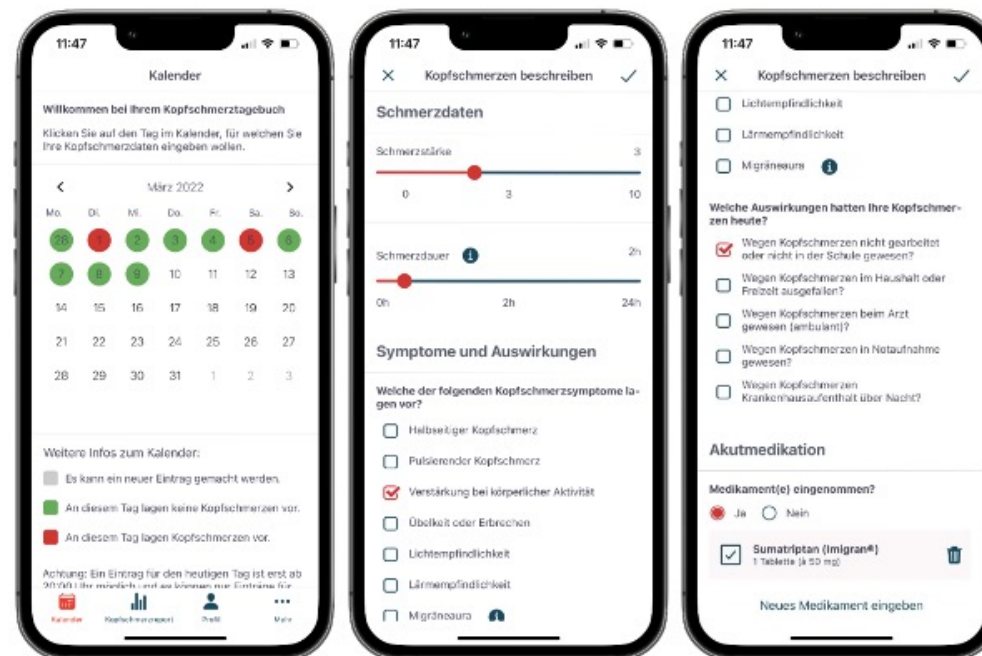 11:47
Kalender
Willkommen bei Ihrem Kopfschmerztagebuch
Klicken Sie auf den Tag im Kalender, für welchen Sie
Ihre Kopfschmerzdaten eingeben wollen.
März 2022
Mo. Di. Mi. Do. Fr. Sa. So.
28 1 2 3 4 5 6
7 8 9 10 11 12 13
14 15 16 17 18 19 20
21 22 23 24 25 26 27
28 29 30 31 1 2 3
Weitere Infos zum Kalender:
Es kann ein neuer Eintrag gemacht werden.
An diesem Tag lagen keine Kopfschmerzen vor.
An diesem Tag lagen Kopfschmerzen vor.
Achtung: Ein Eintrag für den heutigen Tag ist erst ab
20:00 Uhr möglich und es können nur Einträge für
Kalender Kopfschmerzreport Profil Mehr
11:47
Kopfschmerzen beschreiben
Schmerzdaten
Schmerzstärke 3
0 3 10
Schmerzdauer 2h
0h 2h 24h
Symptome und Auswirkungen
Welche der folgenden Kopfschmerzsymptome la-
gen vor?
Halbseitiger Kopfschmerz
Pulsierender Kopfschmerz
Verstärkung bei körperlicher Aktivität
Übelkeit oder Erbrechen
Lichtempfindlichkeit
Lärmempfindlichkeit
Migräneaura
11:47
Kopfschmerzen beschreiben
Lichtempfindlichkeit
Lärmempfindlichkeit
Migräneaura
Welche Auswirkungen hatten Ihre Kopfschmer-
zen heute?
Wegen Kopfschmerzen nicht gearbeitet
oder nicht in der Schule gewesen?
Wegen Kopfschmerzen im Haushalt oder
Freizeit ausgefallen?
Wegen Kopfschmerzen beim Arzt
gewesen (ambulant)?
Wegen Kopfschmerzen in Notaufnahme
gewesen?
Wegen Kopfschmerzen
Krankenhausaufenthalt über Nacht?
Akutmedikation
Medikament(e) eingenommen?
Ja Nein
Sumatriptan (Imigran®)
1 Tablette (à 50 mg)
Neues Medikament eingeben